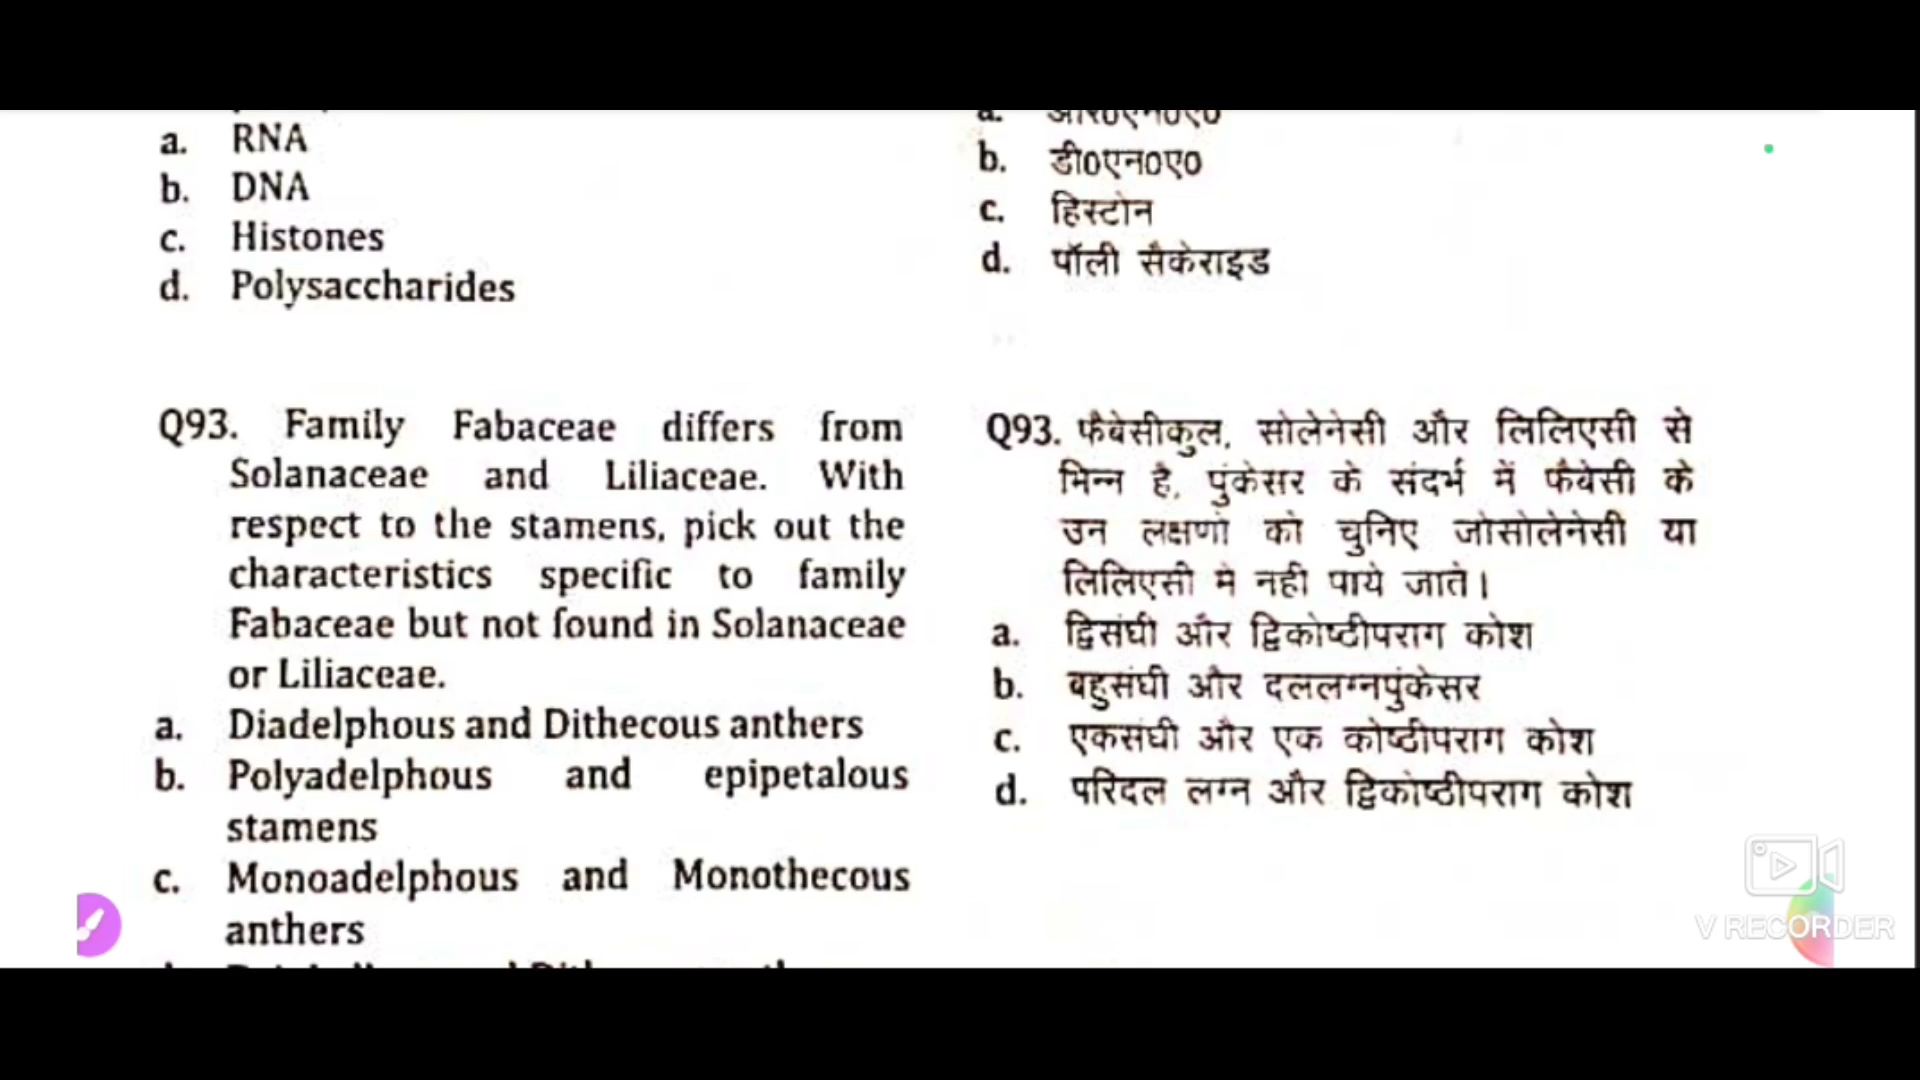 a. RNA
b. DNA
c. Histones
d. Polysaccharides
Q93. Family Fabaceae differs from
Solanaceae and Liliaceae. With
respect to the stamens, pick out the
characteristics specific to family
Fabaceae but not found in Solanaceae
or Liliaceae.
a. Diadelphous and Dithecous anthers
b. Polyadelphous and epipetalous
stamens
c. Monoadelphous and Monothecous
anthers
a. आर0एन0ए0
b. डी0एन0ए0
c. हिस्टोन
d. पॉली सैकेराइड
Q93. फैबेसीकुल, सोलेनेसी और लिलिएसी से
भिन्न है, पुंकेसर के संदर्भ में फैबेसी के
उन लक्षणों को चुनिए जोसोलेनेसी या
लिलिएसी मे नही पाये जाते।
a. द्विसंघी और द्विकोष्टीपराग कोश
b. बहुसंघी और दललग्नपुंकेसर
c. एकसंघी और एक कोष्ठीपराग कोश
d. परिदल लग्न और द्विकोष्ठीपराग कोश
V RECORDER